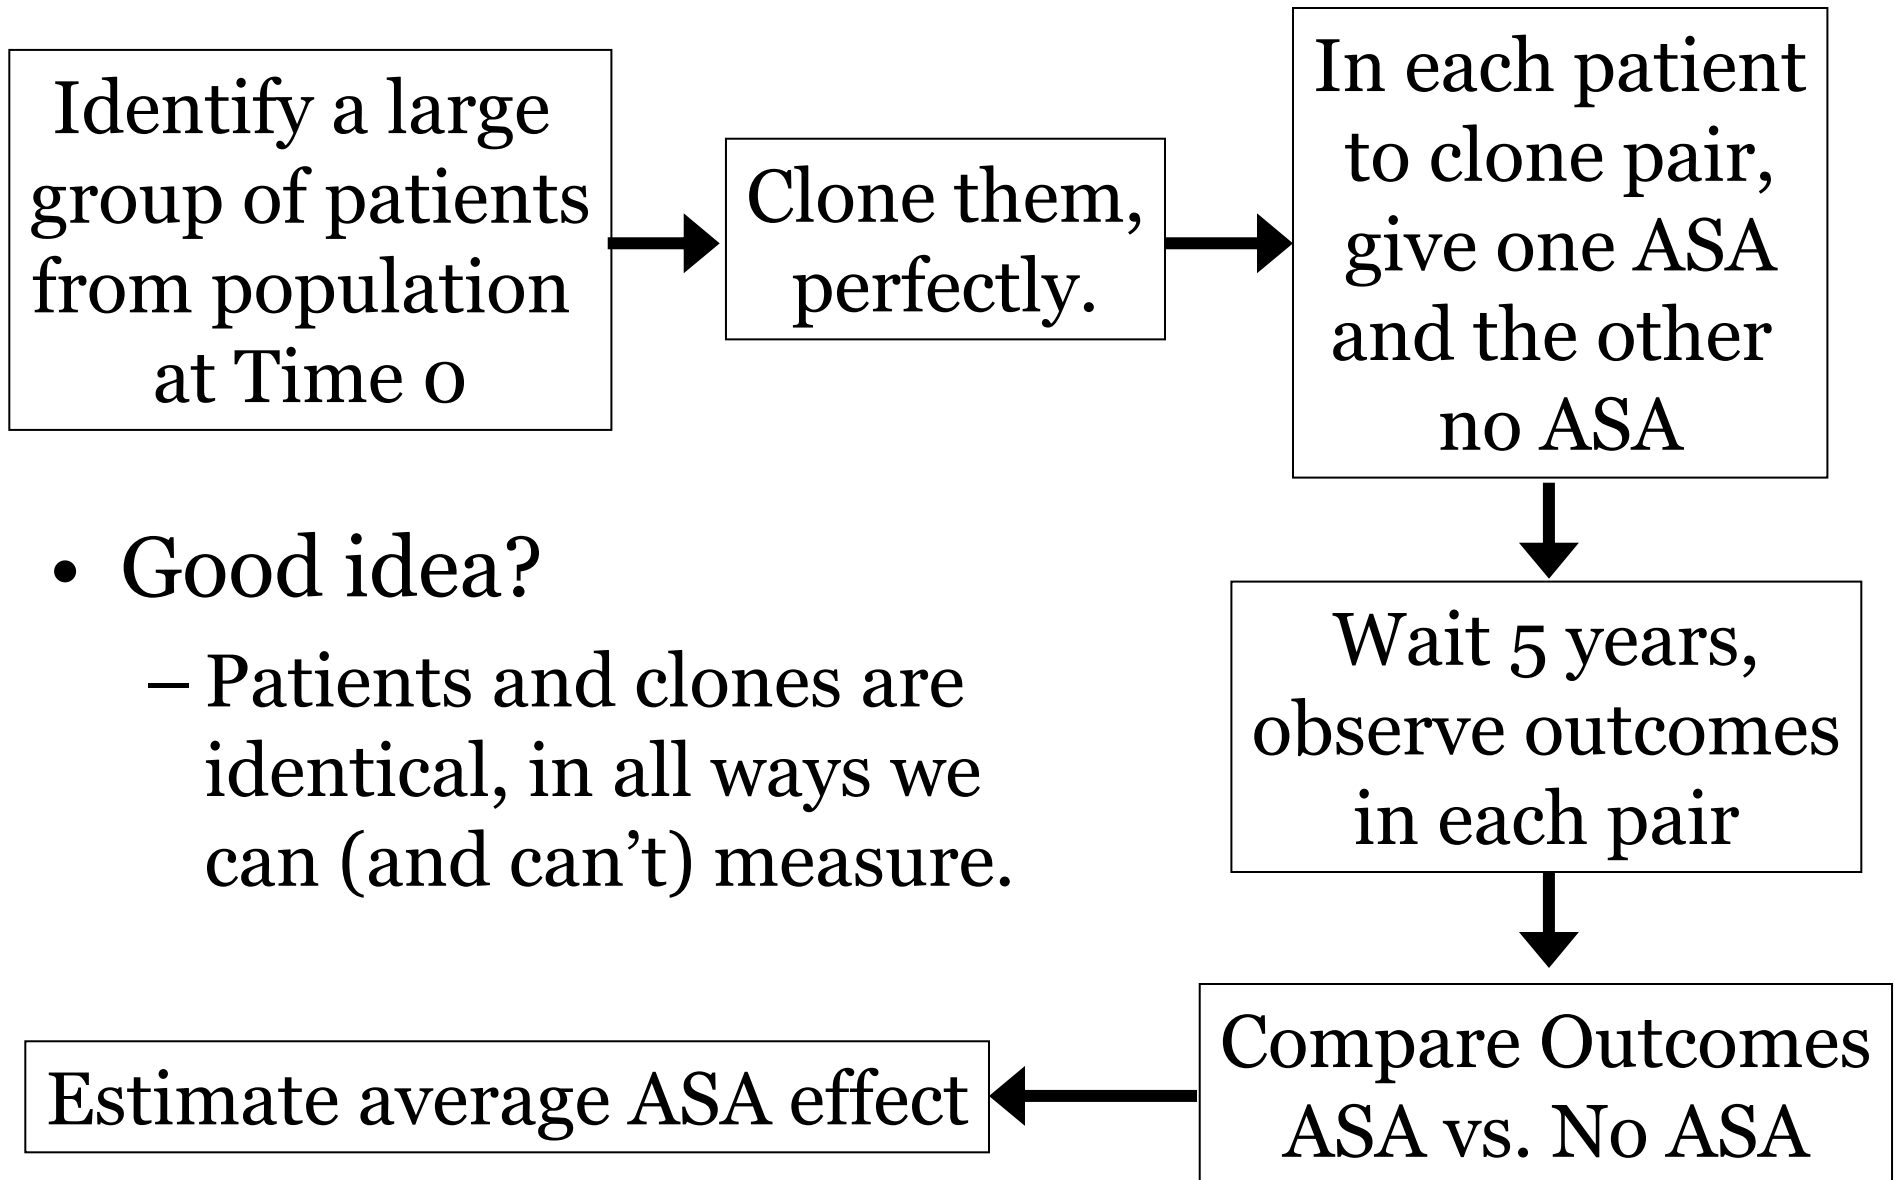 Identify a large
group of patients
from population
at Time 0
Clone them,
perfectly.
In each patient
to clone pair,
give one ASA
and the other
no ASA
• Good idea?
– Patients and clones are
identical, in all ways we
can (and can’t) measure.
Wait 5 years,
observe outcomes
in each pair
Compare Outcomes
ASA vs. No ASA
Estimate average ASA effect